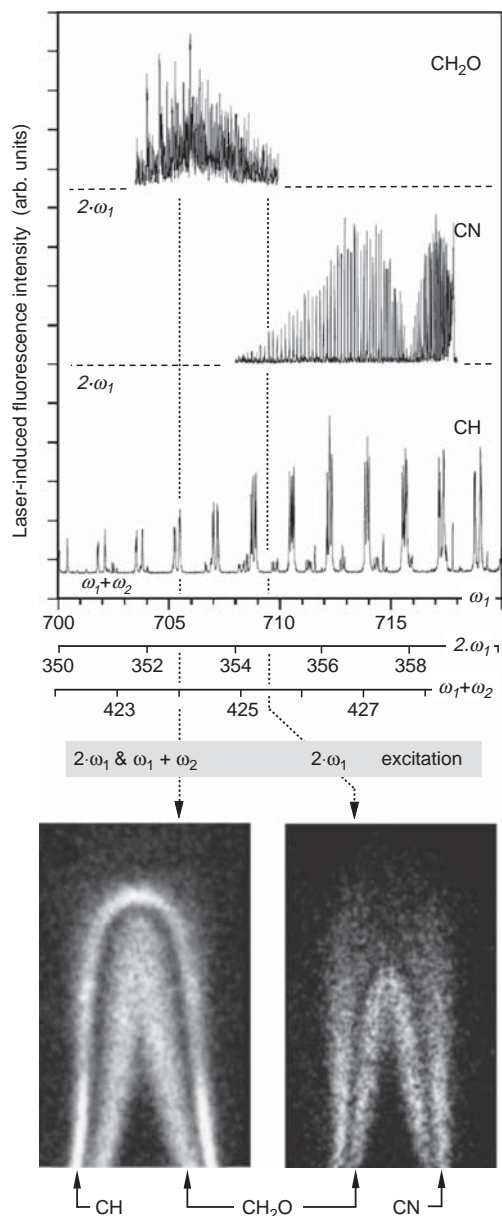 Laser-induced fluorescence intensity (arb. units)
CH₂O
2·ω₁
CN
2·ω₁
CH
ω₁+ω₂
700 705 710 715 ω₁
2.ω₁
350 352 354 356 358
ω₁+ω₂
423 425 427
2·ω₁ & ω₁ + ω₂ 2·ω₁ excitation
CH CH₂O CN